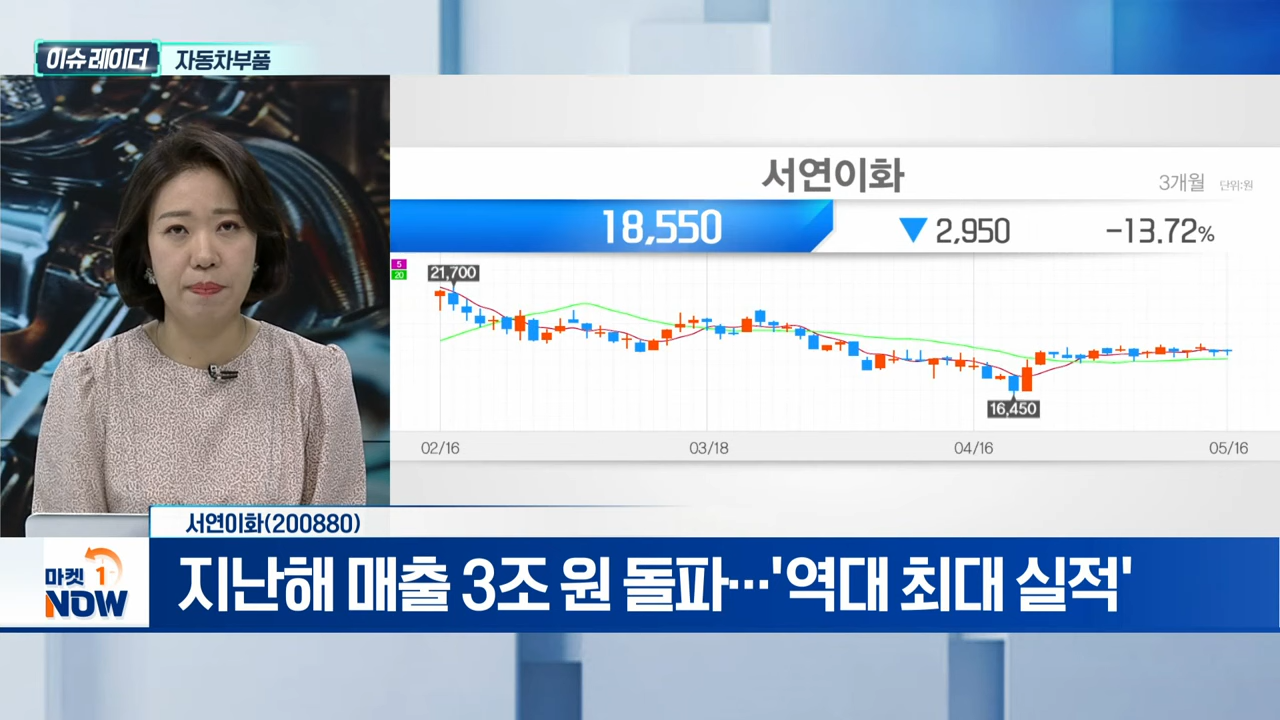 이슈레이더 자동차부품
서연이화
3개월 단위:원
18,550 ▼ 2,950 -13.72%
5
20
21,700
16,450
02/16 03/18 04/16 05/16
서연이화(200880)
마켓 1
NOW
지난해 매출 3조 원 돌파…'역대 최대 실적'